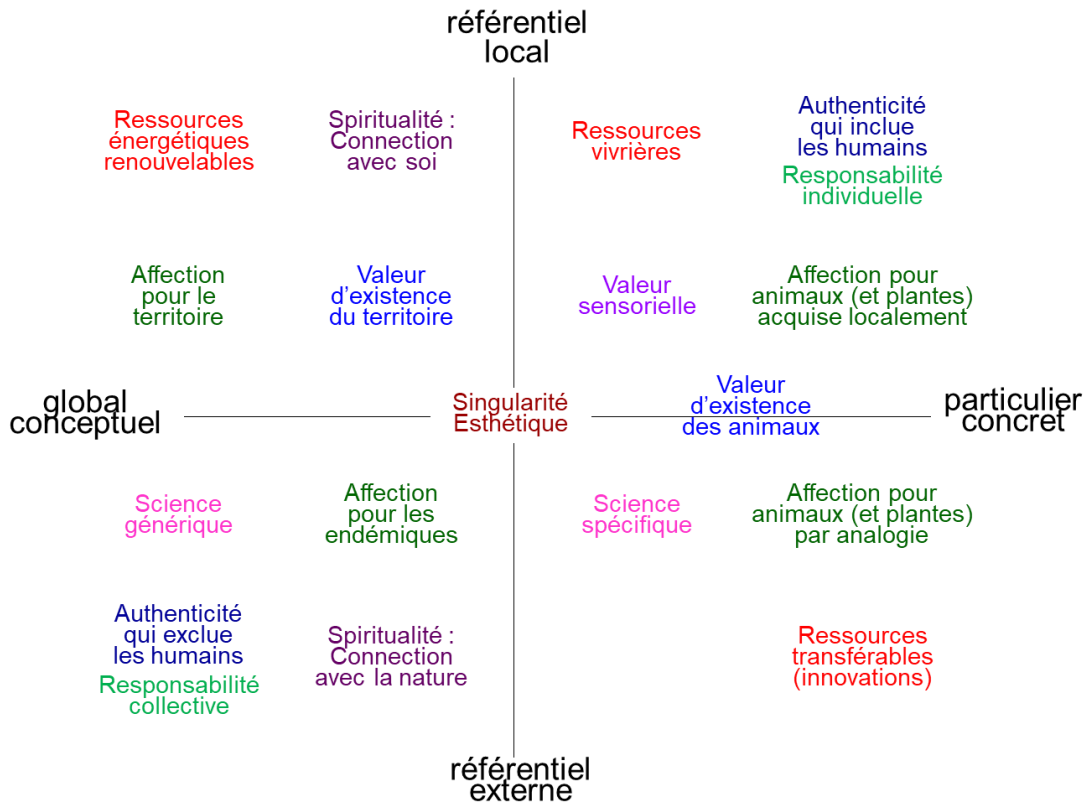 référentiel
local
Ressources
énergétiques
renouvelables
Spiritualité :
Connection
avec soi
Ressources
vivrières
Authenticité
qui inclue
les humains
Responsabilité
individuelle
Affection
pour le
territoire
Valeur
d’existence
du territoire
Valeur
sensorielle
Affection pour
animaux (et plantes)
acquise localement
global
conceptuel
Singularité
Esthétique
Valeur
d’existence
des animaux
particulier
concret
Science
générique
Affection
pour les
endémiques
Science
spécifique
Affection pour
animaux (et plantes)
par analogie
Authenticité
qui exclue
les humains
Responsabilité
collective
Spiritualité :
Connection
avec la nature
Ressources
transférables
(innovations)
référentiel
externe